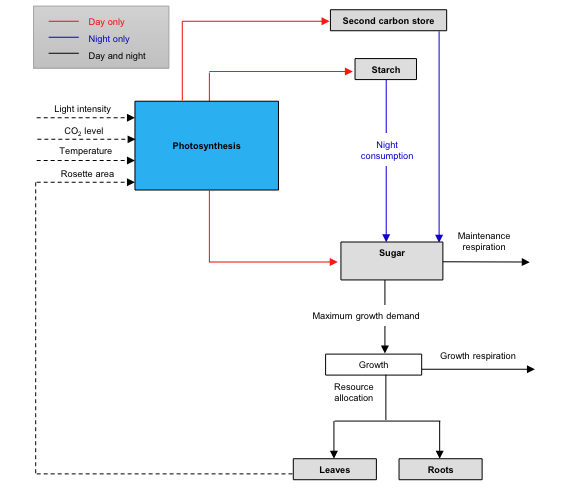 Day only
Night only
Day and night
Second carbon store
Starch
Light intensity
CO₂ level
Temperature
Rosette area
Photosynthesis
Night
consumption
Sugar
Maintenance
respiration
Maximum growth demand
Growth
Growth respiration
Resource
allocation
Leaves
Roots